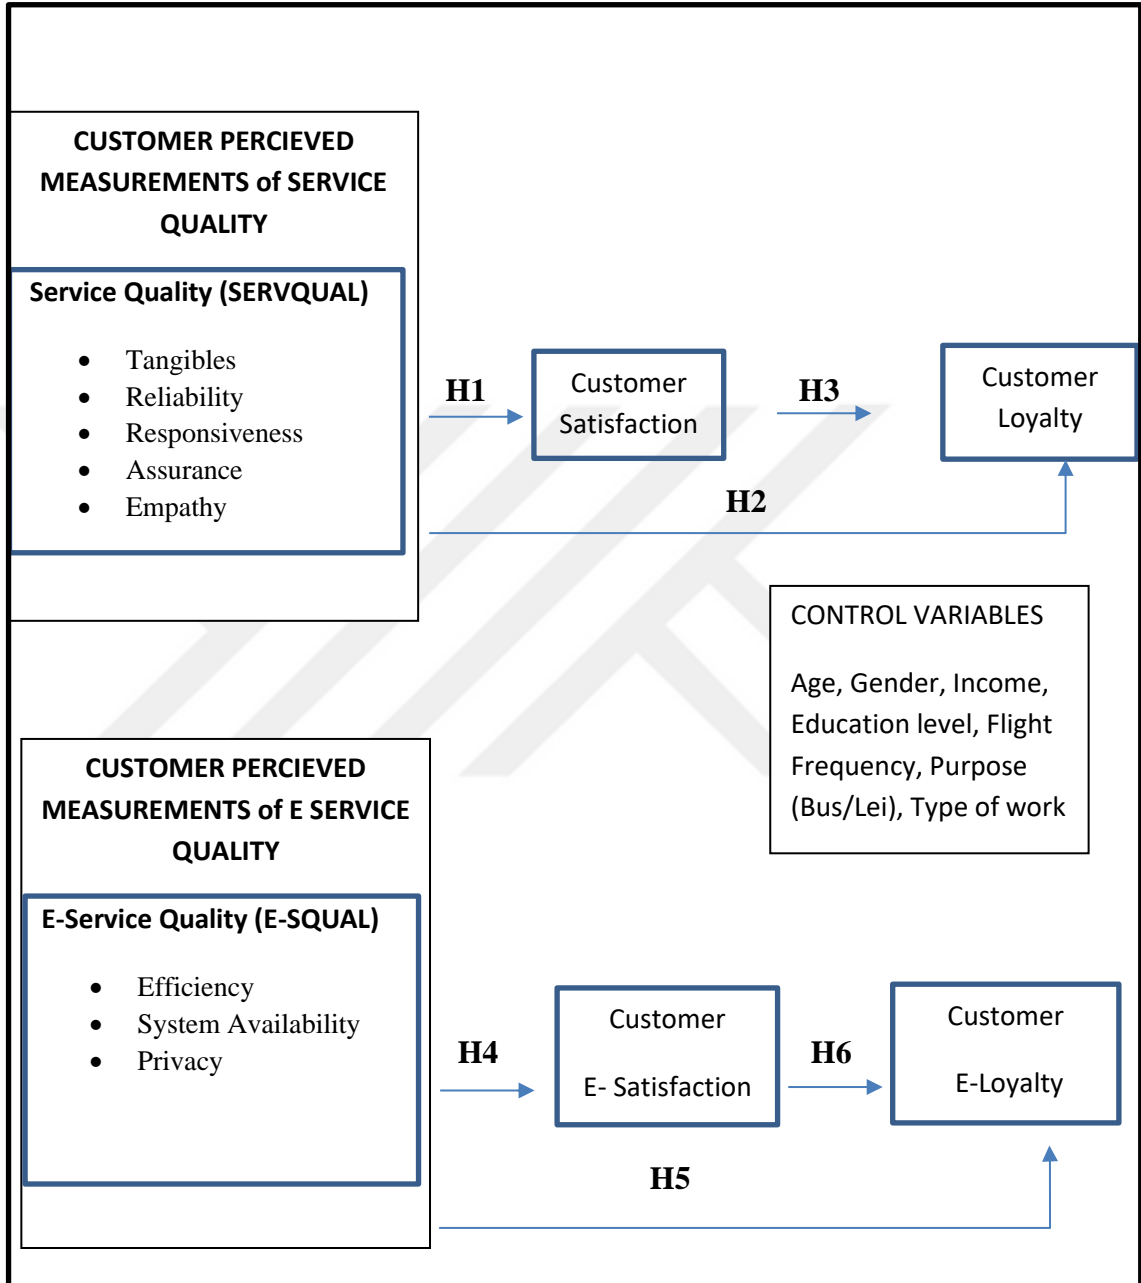 CUSTOMER PERCIEVED
MEASUREMENTS of SERVICE
QUALITY
Service Quality (SERVQUAL)
• Tangibles
• Reliability
• Responsiveness
• Assurance
• Empathy
H1
Customer
Satisfaction
H3
Customer
Loyalty
H2
CONTROL VARIABLES
Age, Gender, Income,
Education level, Flight
Frequency, Purpose
(Bus/Lei), Type of work
CUSTOMER PERCIEVED
MEASUREMENTS of E SERVICE
QUALITY
E-Service Quality (E-SQUAL)
• Efficiency
• System Availability
• Privacy
H4
Customer
E- Satisfaction
H6
Customer
E-Loyalty
H5